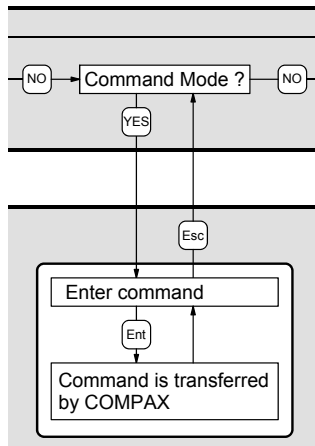 NO
Command Mode ?
NO
YES
Esc
Enter command
Ent
Command is transferred
by COMPAX